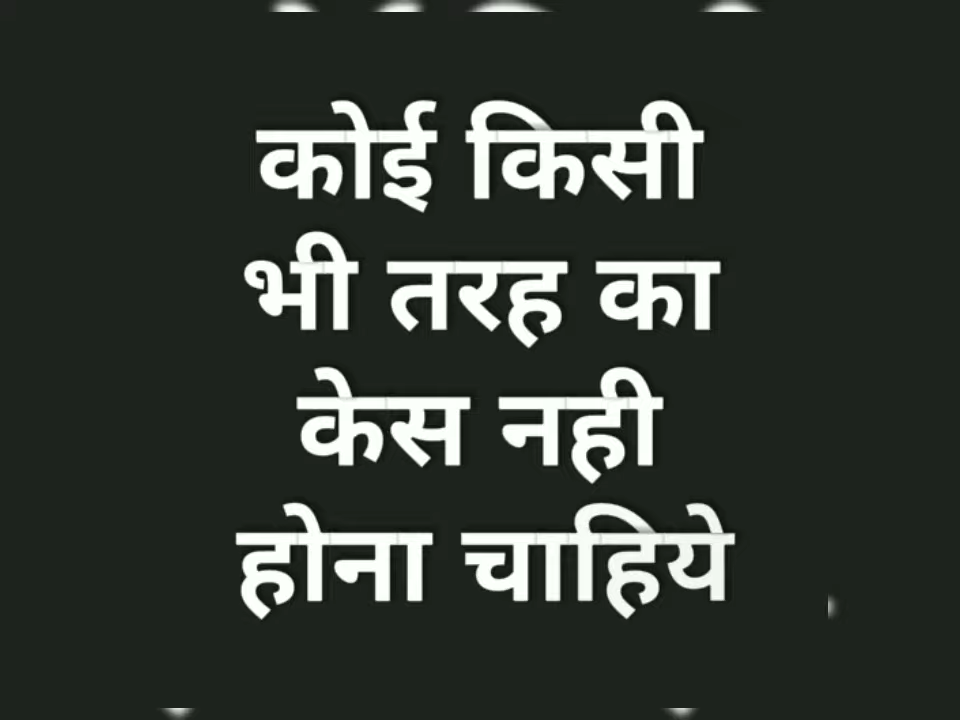 कोई किसी
भी तरह का
केस नही
होना चाहिये